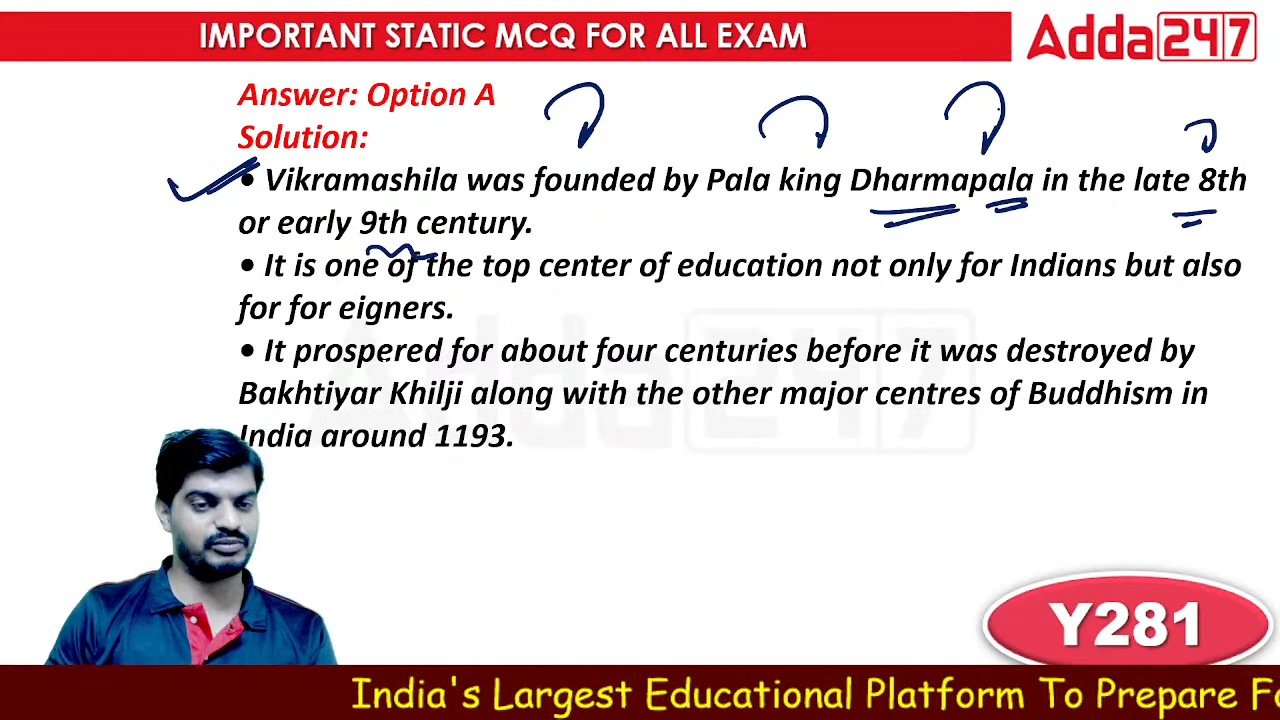 IMPORTANT STATIC MCQ FOR ALL EXAM
Adda247
Answer: Option A
Solution:
• Vikramashila was founded by Pala king Dharmapala in the late 8th
or early 9th century.
• It is one of the top center of education not only for Indians but also
for for eigners.
• It prospered for about four centuries before it was destroyed by
Bakhtiyar Khilji along with the other major centres of Buddhism in
India around 1193.
Adda247
Y281
India's Largest Educational Platform To Prepare Fo